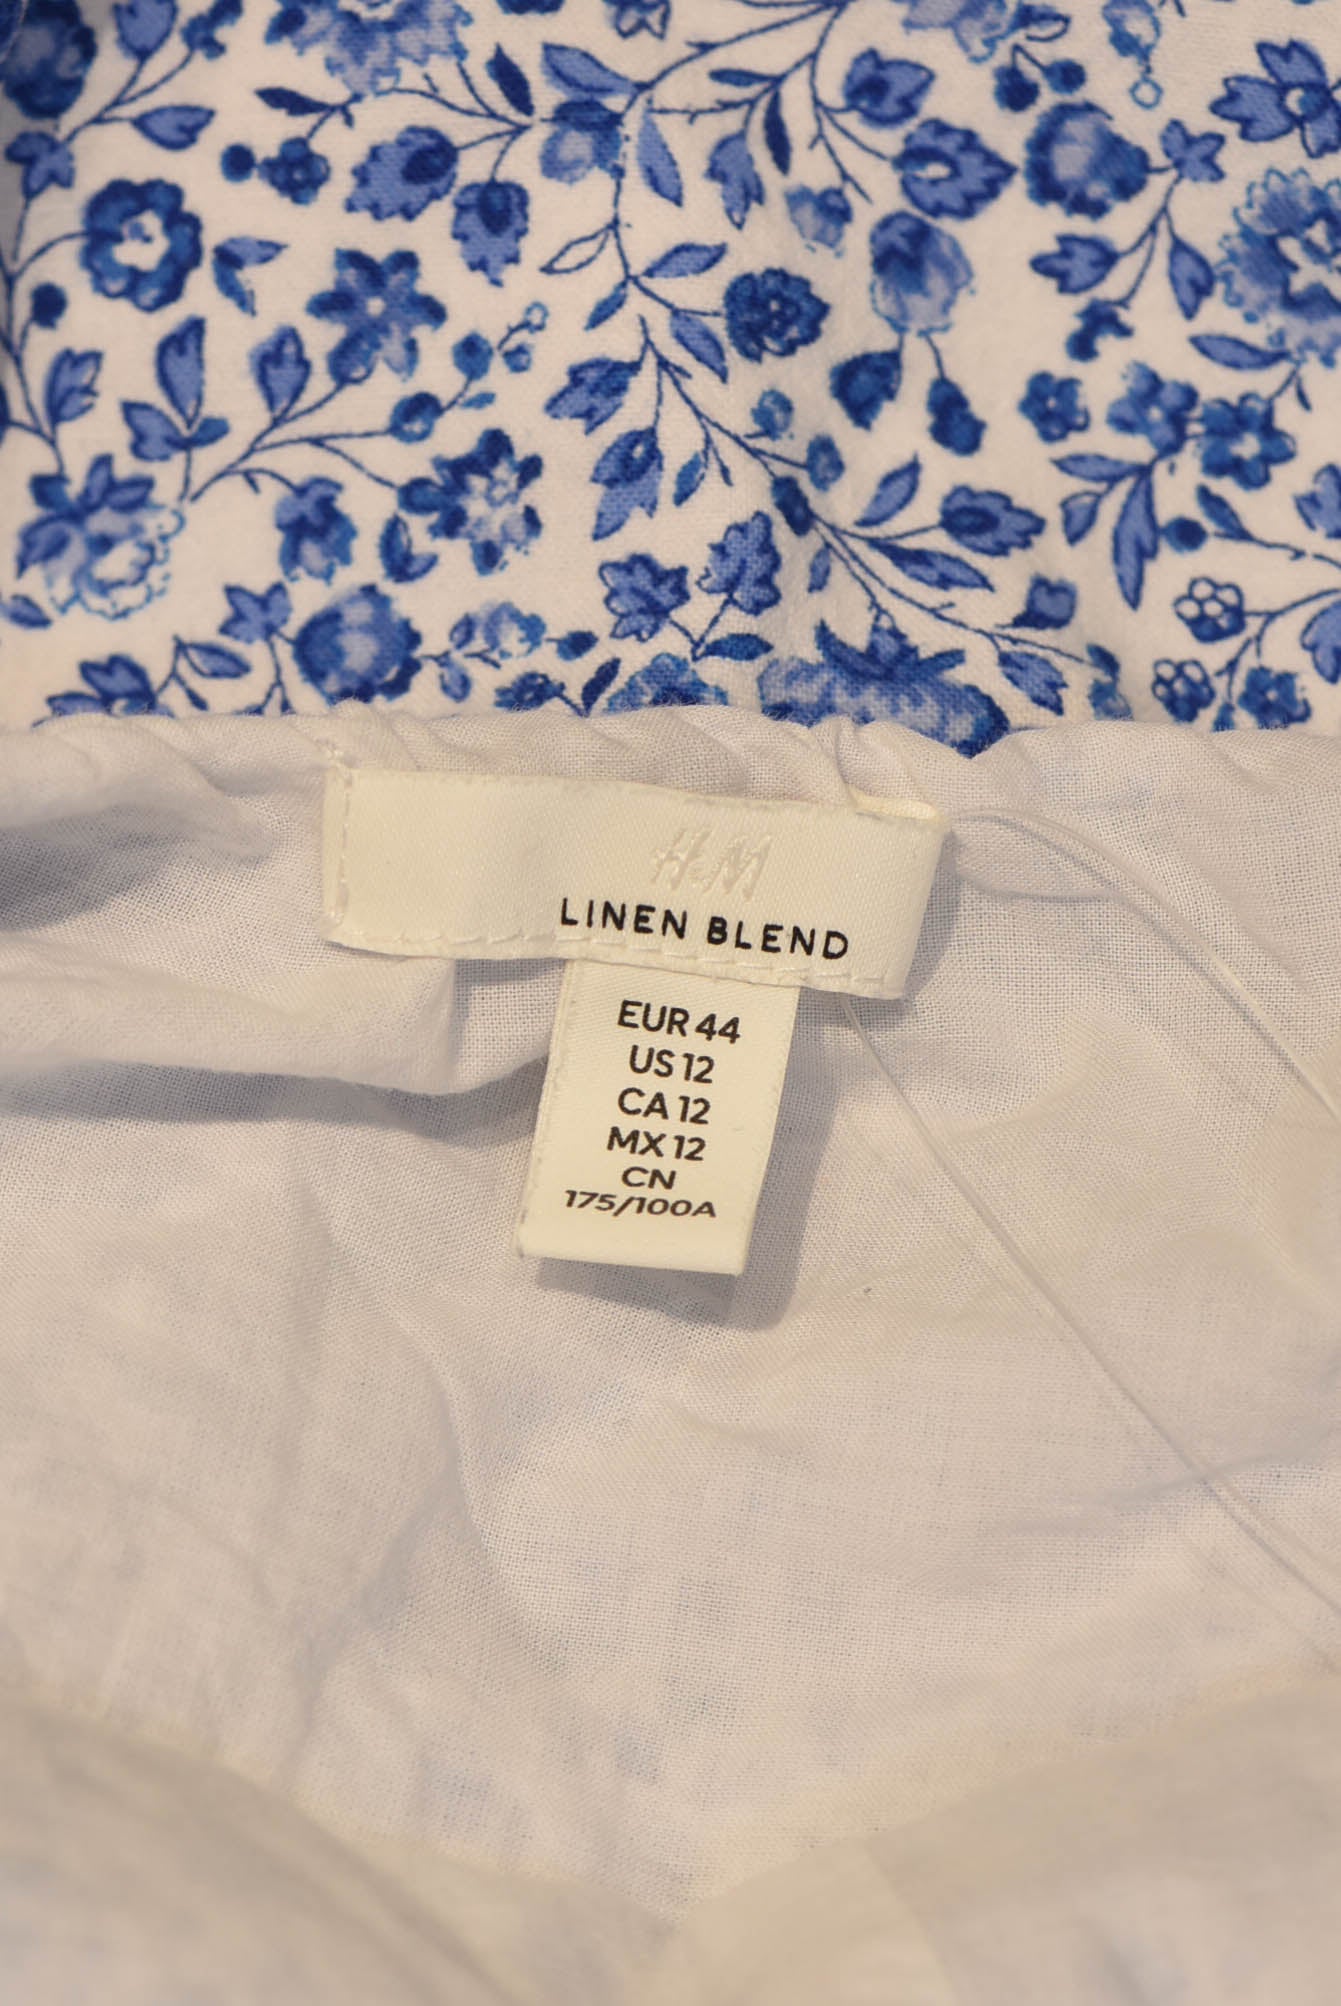 H&M
LINEN BLEND
EUR 44
US 12
CA 12
MX 12
CN
175/100A